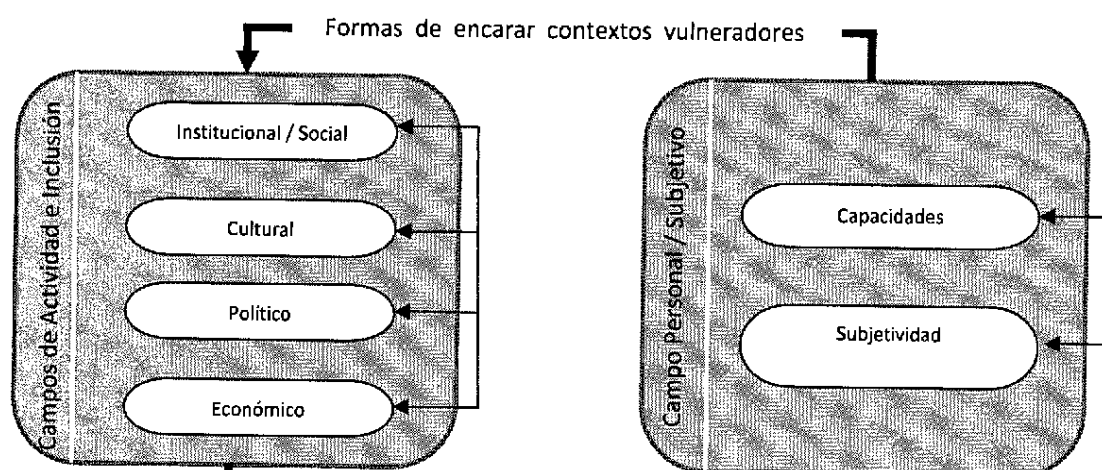 Formas de encarar contextos vulneradores
Campos de Actividad e Inclusión
Institucional / Social
Cultural
Político
Económico
Campo Personal / Subjetivo
Capacidades
Subjetividad